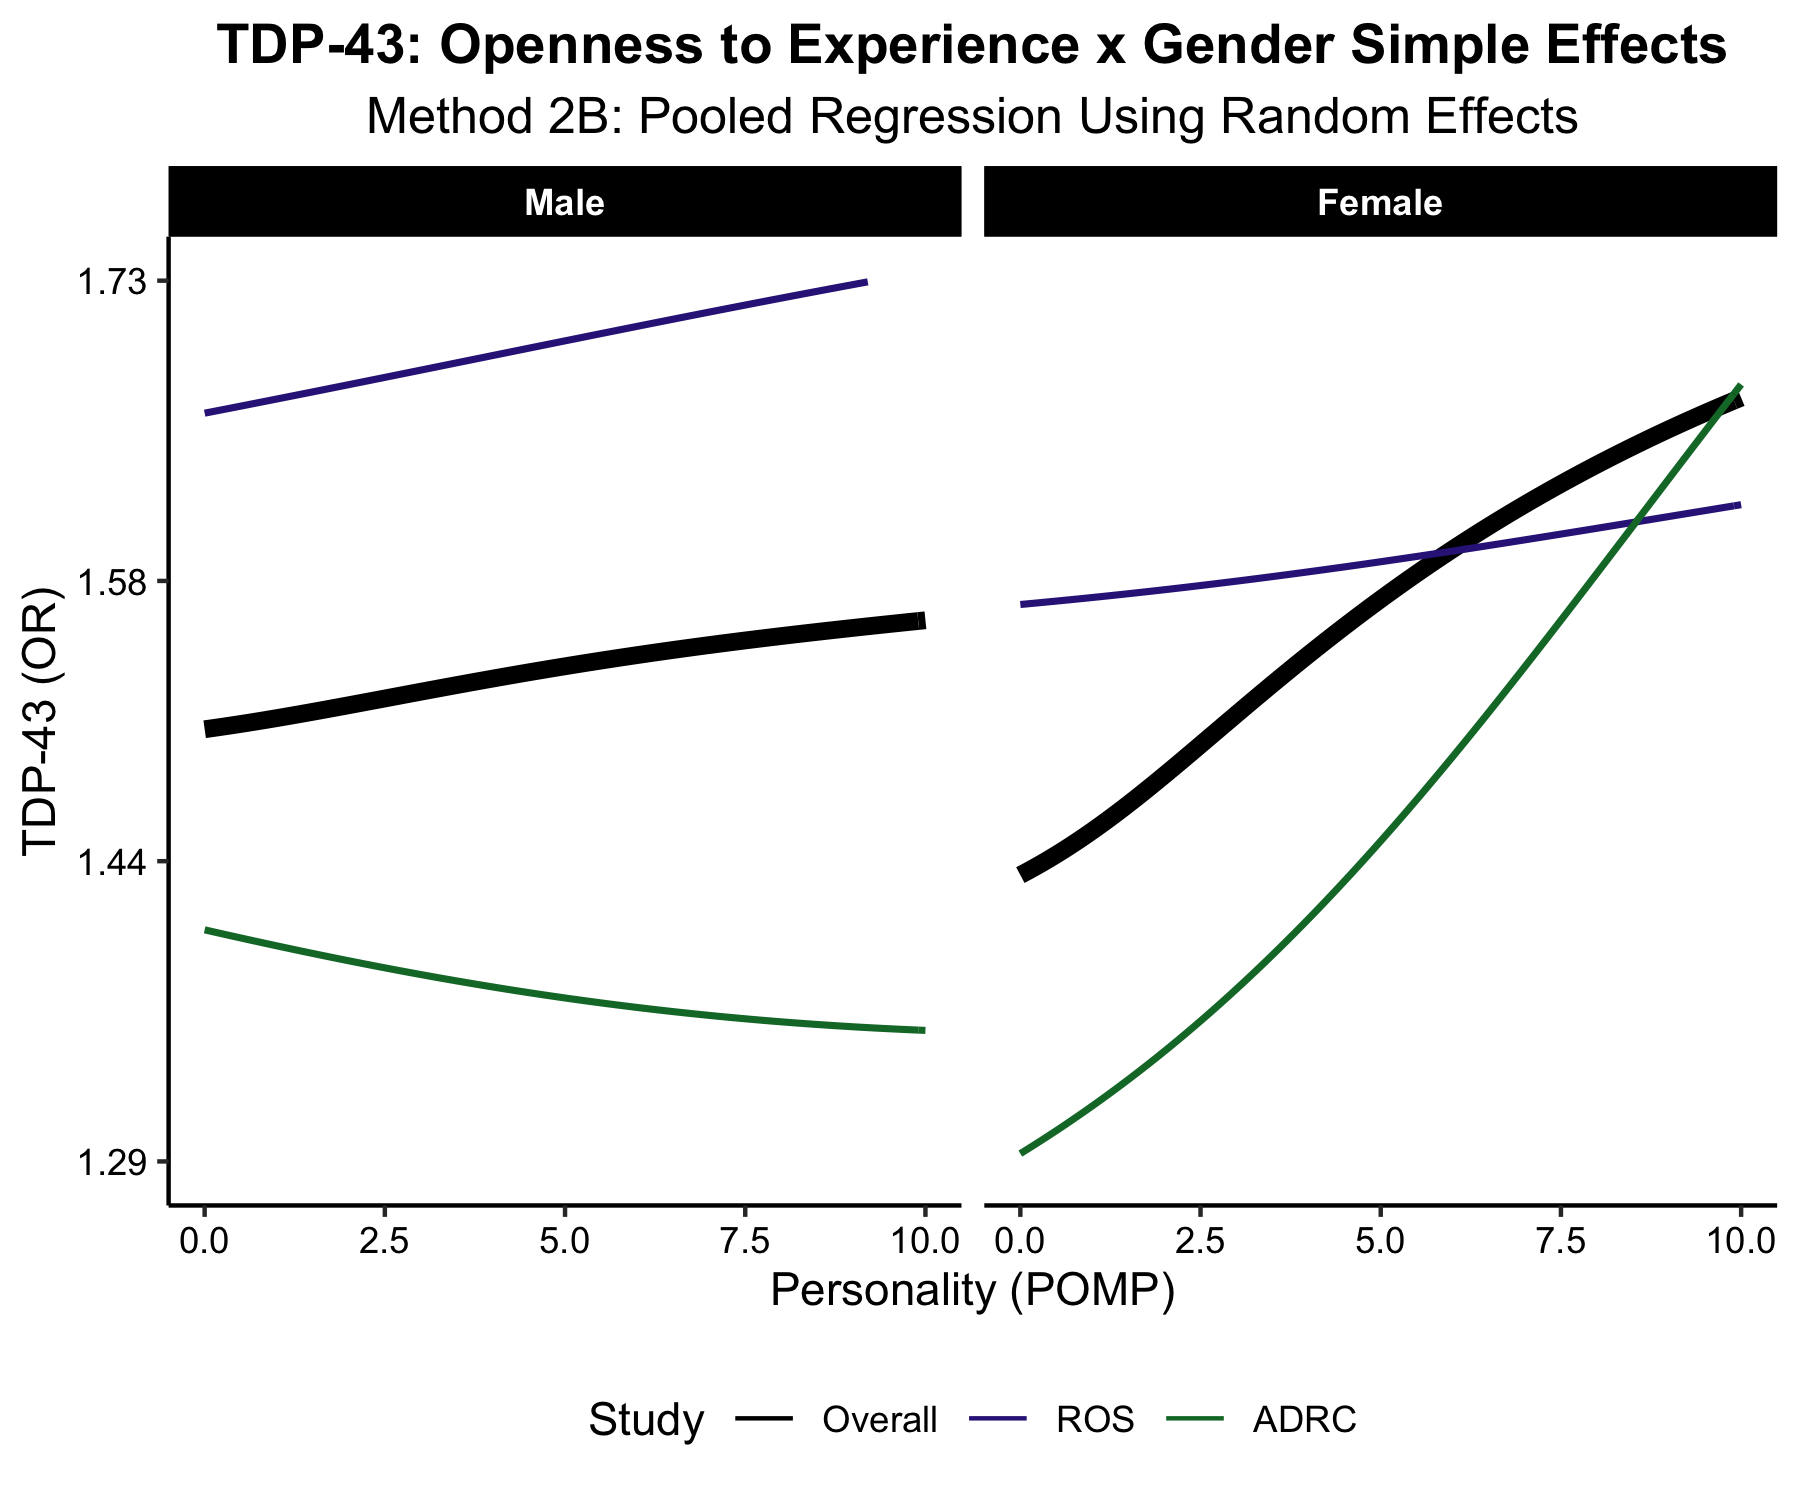 TDP-43: Openness to Experience x Gender Simple Effects
Method 2B: Pooled Regression Using Random Effects
Male
Female
TDP-43 (OR)
1.73
1.58
1.44
1.29
0.0 2.5 5.0 7.5 10.0
0.0 2.5 5.0 7.5 10.0
Personality (POMP)
Study Overall ROS ADRC